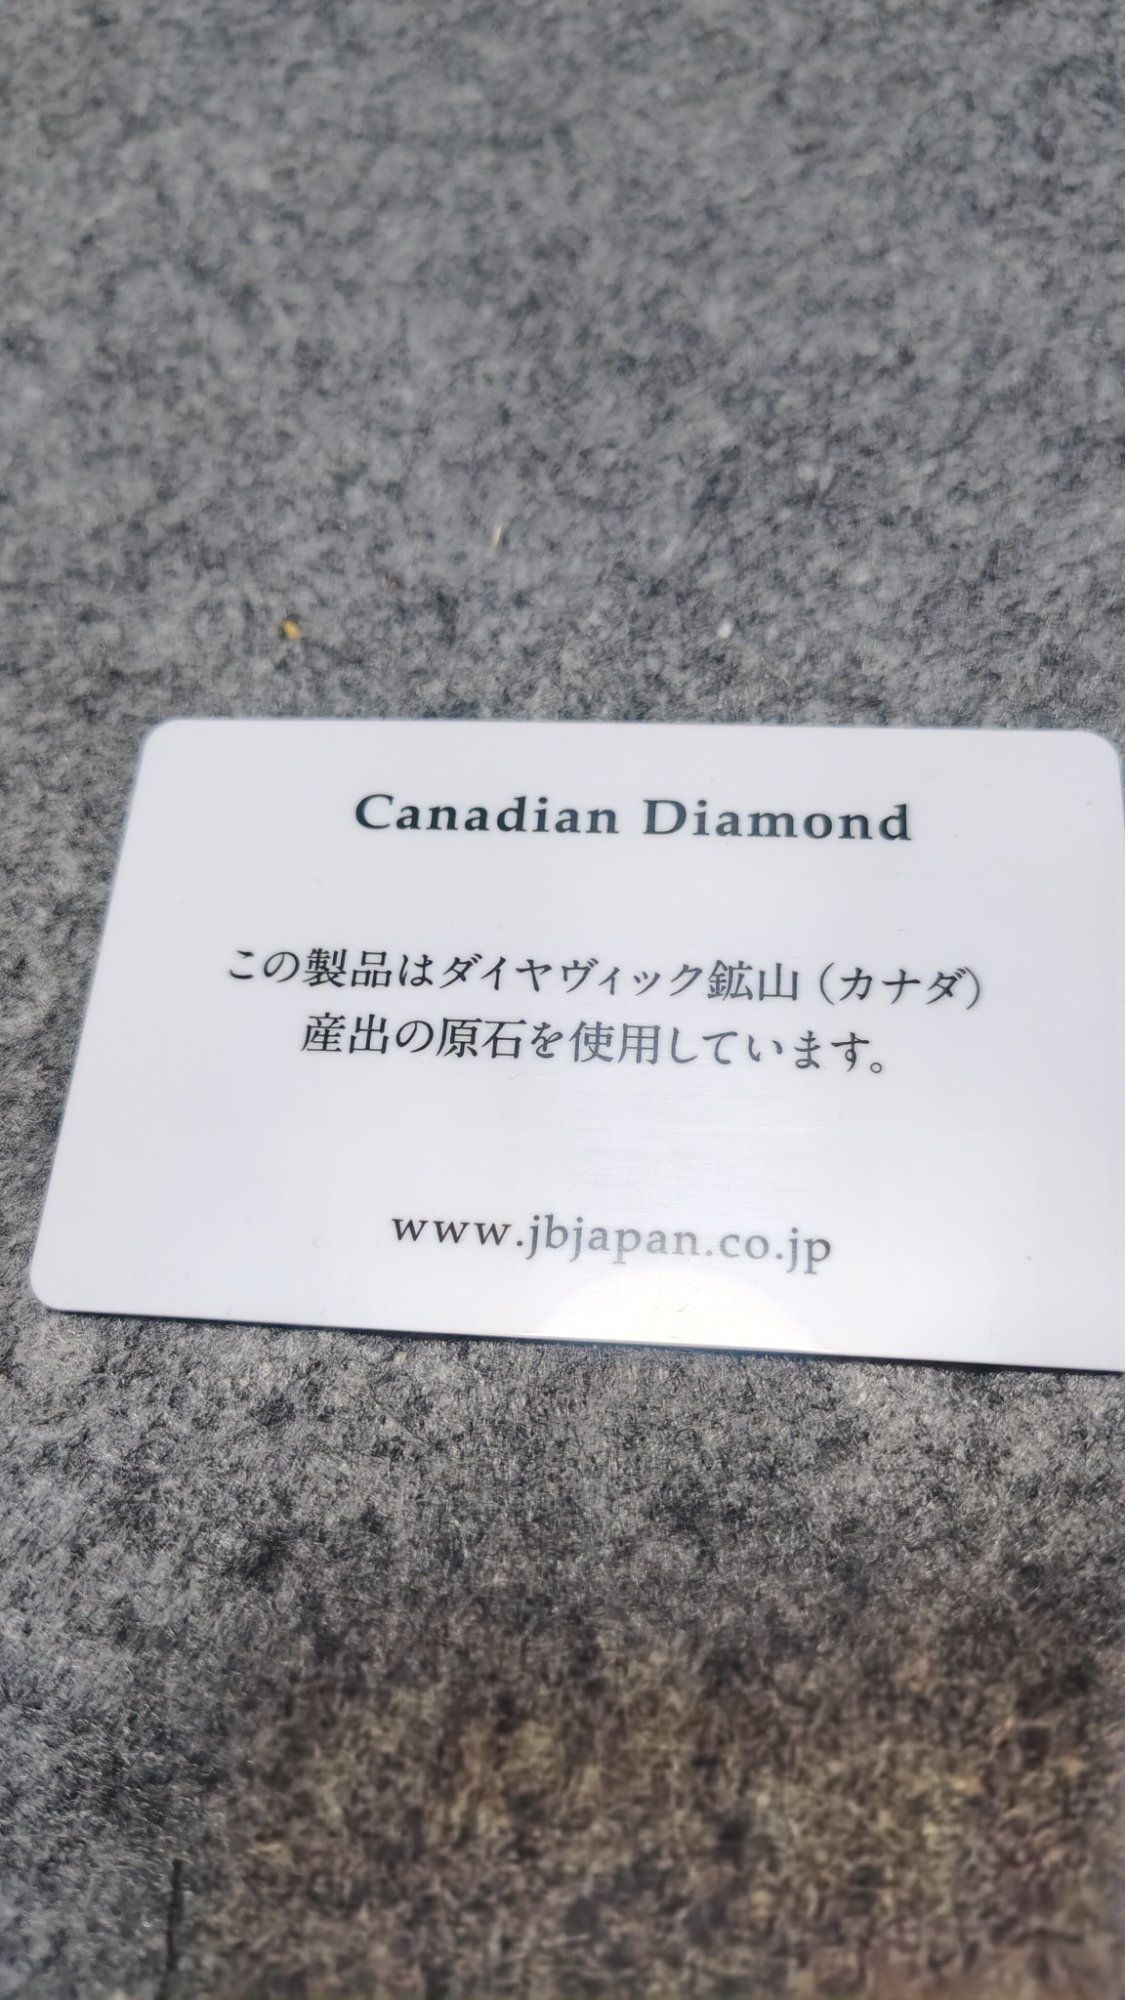 Canadian Diamond
この製品はダイヤヴィック鉱山（カナダ）
産出の原石を使用しています。
www.jbjapan.co.jp